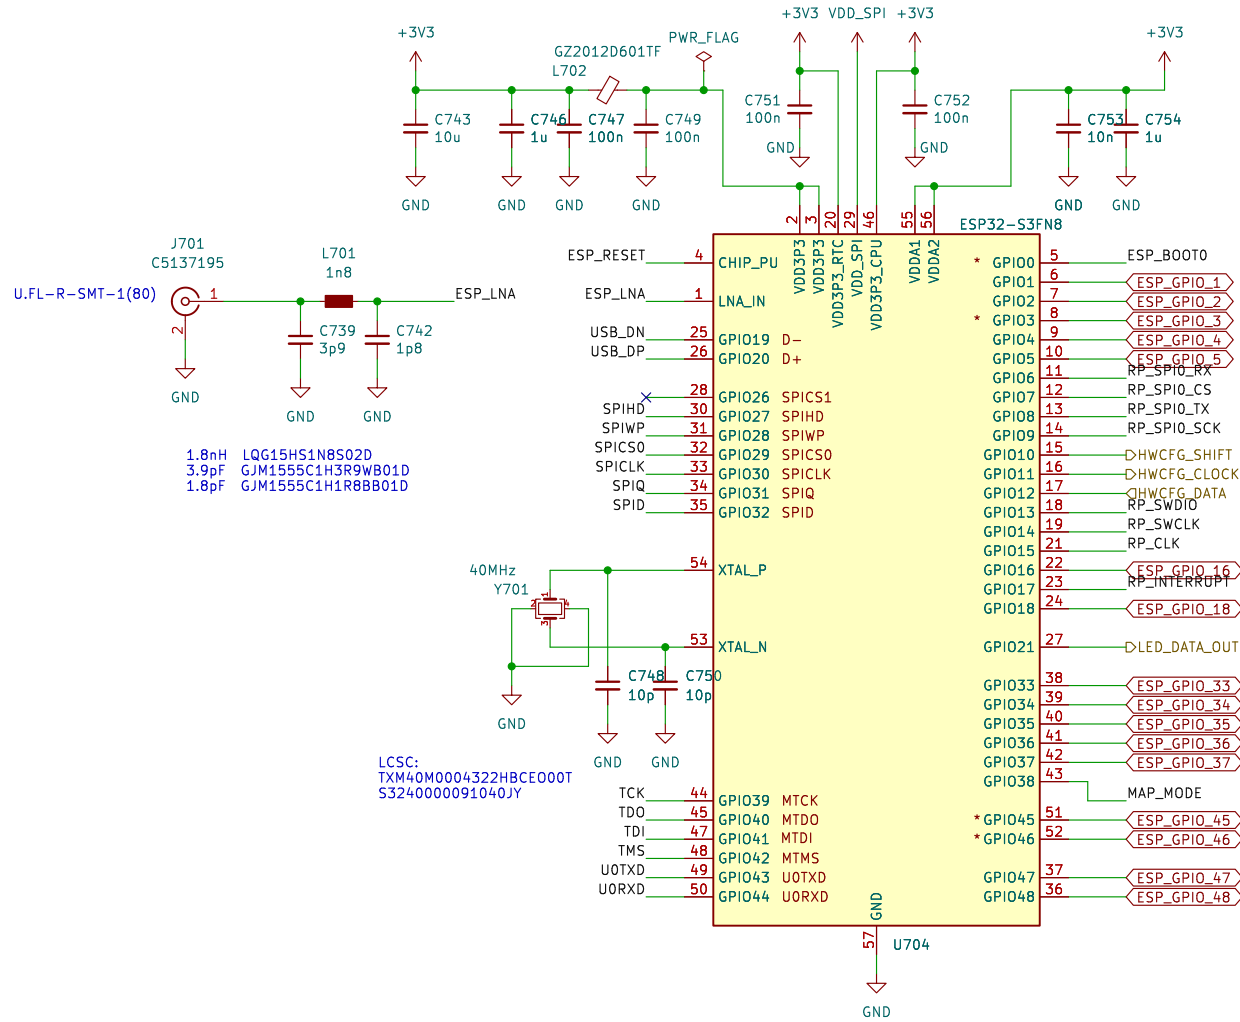 +3V3 VDD_SPI +3V3
+3V3
PWR_FLAG
+3V3
GZ2012D601TF
L702
C743
10u
C746
1u
C747
100n
C749
100n
C751
100n
C752
100n
C753
10n
C754
1u
GND
GND
GND
GND
GND
GND
GND
GND
2
3
20
29
46
55
56
ESP32-S3FN8
VDD3P3
VDD3P3
VDD3P3_RTC
VDD_SPI
VDD3P3_CPU
VDDA1
VDDA2
J701
C5137195
U.FL-R-SMT-1(80)
1
2
GND
L701
1n8
ESP_LNA
C739
3p9
GND
C742
1p8
GND
1.8nH LQG15HS1N8S02D
3.9pF GJM1555C1H3R9WB01D
1.8pF GJM1555C1H1R8BB01D
ESP_RESET 4 CHIP_PU
ESP_LNA 1 LNA_IN
USB_DN 25 GPIO19 D-
USB_DP 26 GPIO20 D+
28 GPIO26 SPICS1
SPIHD 30 GPIO27 SPIHD
SPIWP 31 GPIO28 SPIWP
SPICS0 32 GPIO29 SPICS0
SPICLK 33 GPIO30 SPICLK
SPIQ 34 GPIO31 SPIQ
SPID 35 GPIO32 SPID
54 XTAL_P
53 XTAL_N
40MHz
Y701
1
2
4
3
GND
C748
10p
GND
C750
10p
GND
LCSC:
TXM40M0004322HBCEO00T
S3240000091040JY
TCK 44 GPIO39 MTCK
TDO 45 GPIO40 MTDO
TDI 47 GPIO41 MTDI
TMS 48 GPIO42 MTMS
U0TXD 49 GPIO43 U0TXD
U0RXD 50 GPIO44 U0RXD
* GPIO0 5 ESP_BOOT0
GPIO1 6 ESP_GPIO_1
GPIO2 7 ESP_GPIO_2
* GPIO3 8 ESP_GPIO_3
GPIO4 9 ESP_GPIO_4
GPIO5 10 ESP_GPIO_5
GPIO6 11 RP_SPI0_RX
GPIO7 12 RP_SPI0_CS
GPIO8 13 RP_SPI0_TX
GPIO9 14 RP_SPI0_SCK
GPIO10 15 HWCFG_SHIFT
GPIO11 16 HWCFG_CLOCK
GPIO12 17 HWCFG_DATA
GPIO13 18 RP_SWDIO
GPIO14 19 RP_SWCLK
GPIO15 21 RP_CLK
GPIO16 22 ESP_GPIO_16
GPIO17 23 RP_INTERRUPT
GPIO18 24 ESP_GPIO_18
GPIO21 27 LED_DATA_OUT
GPIO33 38 ESP_GPIO_33
GPIO34 39 ESP_GPIO_34
GPIO35 40 ESP_GPIO_35
GPIO36 41 ESP_GPIO_36
GPIO37 42 ESP_GPIO_37
GPIO38 43 MAP_MODE
* GPIO45 51 ESP_GPIO_45
* GPIO46 52 ESP_GPIO_46
GPIO47 37 ESP_GPIO_47
GPIO48 36 ESP_GPIO_48
GND
57
U704
GND